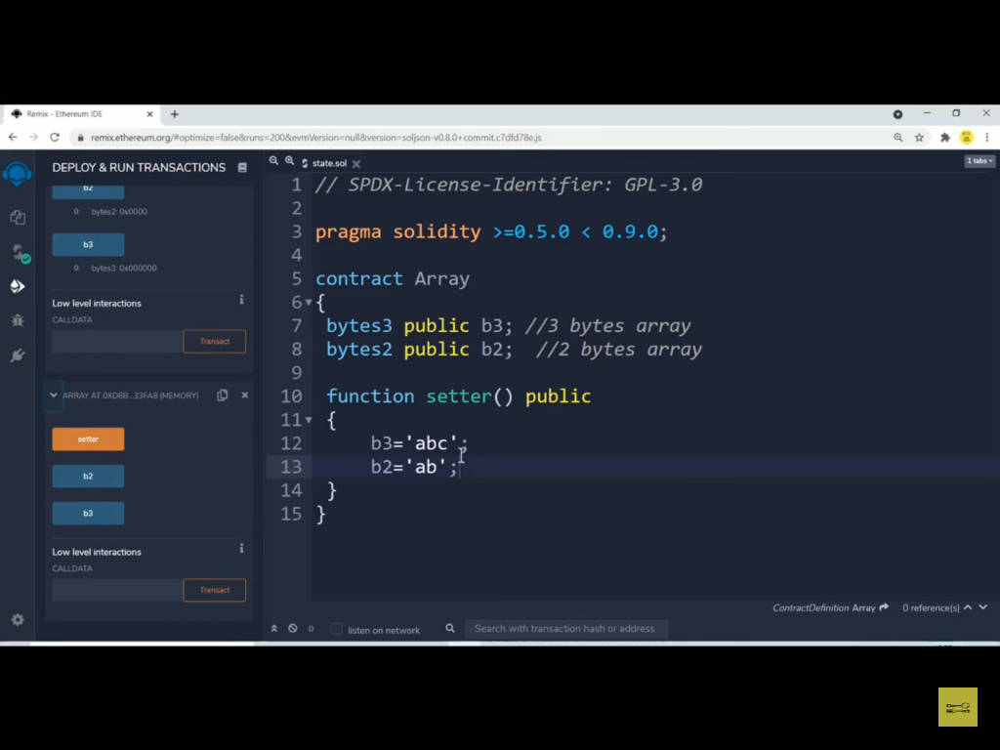 Remix - Ethereum IDE
remix.ethereum.org/#optimize=false&runs=200&evmVersion=null&version=soljson-v0.8.0+commit.c7dfd78e.js
DEPLOY & RUN TRANSACTIONS
b2
0: bytes2: 0x0000
b3
0: bytes3: 0x000000
Low level interactions
CALLDATA
Transact
ARRAY AT 0XD8B...33FA8 (MEMORY)
setter
b2
b3
Low level interactions
CALLDATA
Transact
state.sol
1 tabs
1 // SPDX-License-Identifier: GPL-3.0
2
3 pragma solidity >=0.5.0 < 0.9.0;
4
5 contract Array
6 {
7 bytes3 public b3; //3 bytes array
8 bytes2 public b2; //2 bytes array
9
10 function setter() public
11 {
12 b3='abc';
13 b2='ab';
14 }
15 }
ContractDefinition Array 0 reference(s)
0 listen on network Search with transaction hash or address